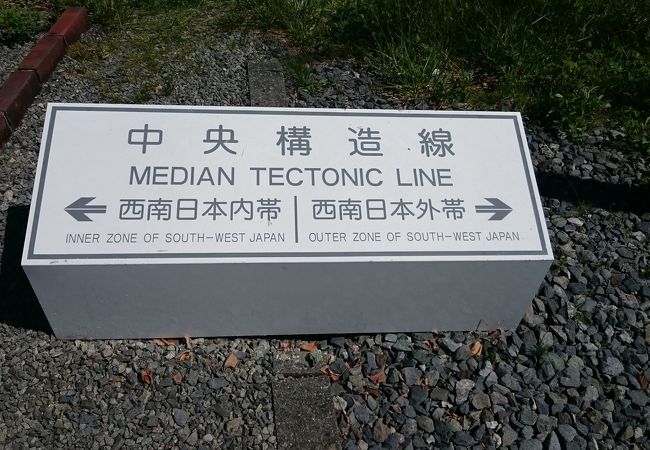 中央構造線
MEDIAN TECTONIC LINE
← 西南日本内帯 | 西南日本外帯 →
INNER ZONE OF SOUTH-WEST JAPAN | OUTER ZONE OF SOUTH-WEST JAPAN